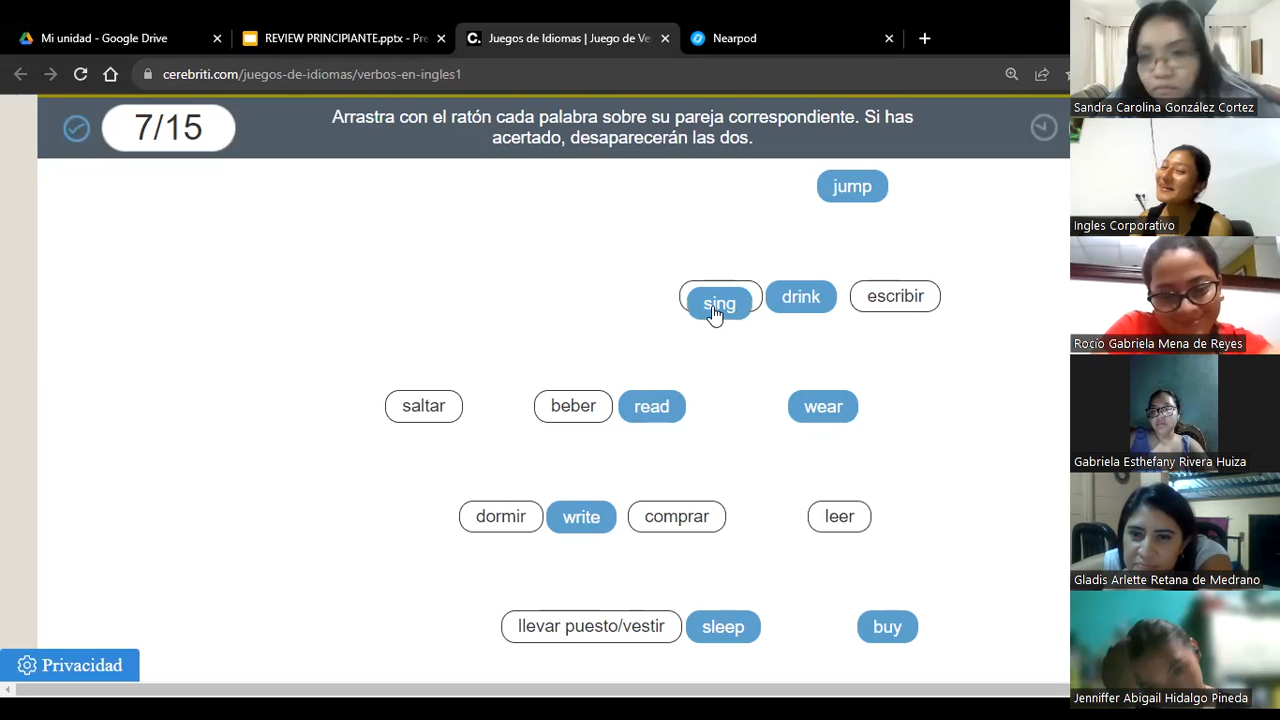 Mi unidad - Google Drive
REVIEW PRINCIPIANTE.pptx - Pre
Juegos de Idiomas | Juego de Ve
Nearpod
cerebriti.com/juegos-de-idiomas/verbos-en-ingles1
7/15
Arrastra con el ratón cada palabra sobre su pareja correspondiente. Si has
acertado, desaparecerán las dos.
jump
sing
drink
escribir
saltar
beber
read
wear
dormir
write
comprar
leer
llevar puesto/vestir
sleep
buy
Privacidad
Sandra Carolina González Cortez
Ingles Corporativo
Rocío Gabriela Mena de Reyes
Gabriela Esthefany Rivera Huiza
Gladis Arlette Retana de Medrano
Jenniffer Abigail Hidalgo Pineda